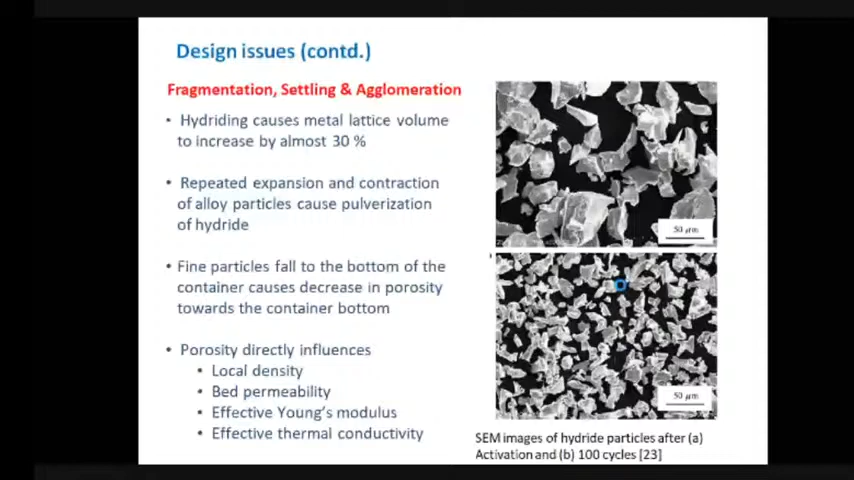 Design issues (contd.)
Fragmentation, Settling & Agglomeration
• Hydriding causes metal lattice volume
to increase by almost 30 %
• Repeated expansion and contraction
of alloy particles cause pulverization
of hydride
• Fine particles fall to the bottom of the
container causes decrease in porosity
towards the container bottom
• Porosity directly influences
• Local density
• Bed permeability
• Effective Young's modulus
• Effective thermal conductivity
50 μm
50 μm
SEM images of hydride particles after (a)
Activation and (b) 100 cycles [23]